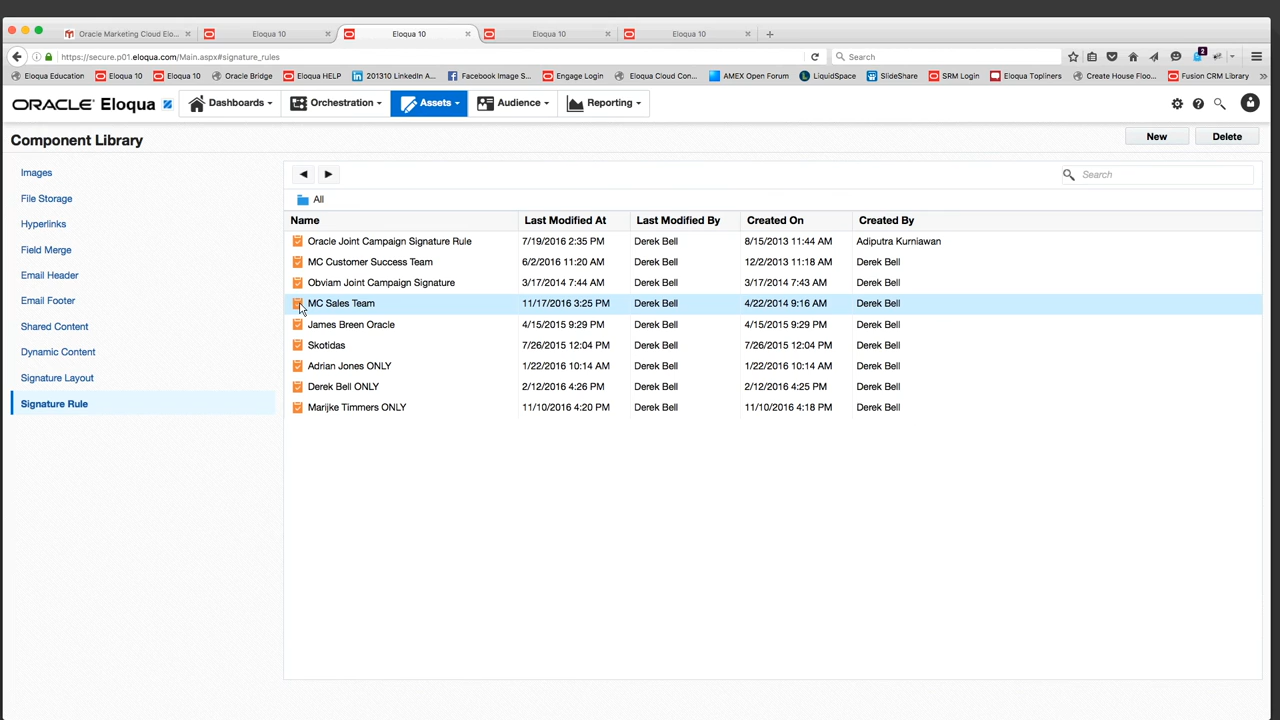 Oracle Marketing Cloud Elo... × Eloqua 10 × Eloqua 10 × Eloqua 10 × Eloqua 10 × +
https://secure.p01.eloqua.com/Main.aspx#signature_rules Search 2
Eloqua Education Eloqua 10 Eloqua 10 Oracle Bridge Eloqua HELP 201310 LinkedIn A... Facebook Image S... Engage Login Eloqua Cloud Con... AMEX Open Forum LiquidSpace SlideShare SRM Login Eloqua Topliners Create House Floo... Fusion CRM Library »
ORACLE® Eloqua Dashboards Orchestration Assets Audience Reporting
Component Library New Delete
Images
File Storage
Hyperlinks
Field Merge
Email Header
Email Footer
Shared Content
Dynamic Content
Signature Layout
Signature Rule
Search
All
Name Last Modified At Last Modified By Created On Created By
Oracle Joint Campaign Signature Rule 7/19/2016 2:35 PM Derek Bell 8/15/2013 11:44 AM Adiputra Kurniawan
MC Customer Success Team 6/2/2016 11:20 AM Derek Bell 12/2/2013 11:18 AM Derek Bell
Obviam Joint Campaign Signature 3/17/2014 7:44 AM Derek Bell 3/17/2014 7:43 AM Derek Bell
MC Sales Team 11/17/2016 3:25 PM Derek Bell 4/22/2014 9:16 AM Derek Bell
James Breen Oracle 4/15/2015 9:29 PM Derek Bell 4/15/2015 9:29 PM Derek Bell
Skotidas 7/26/2015 12:04 PM Derek Bell 7/26/2015 12:04 PM Derek Bell
Adrian Jones ONLY 1/22/2016 10:14 AM Derek Bell 1/22/2016 10:14 AM Derek Bell
Derek Bell ONLY 2/12/2016 4:26 PM Derek Bell 2/12/2016 4:25 PM Derek Bell
Marijke Timmers ONLY 11/10/2016 4:20 PM Derek Bell 11/10/2016 4:18 PM Derek Bell